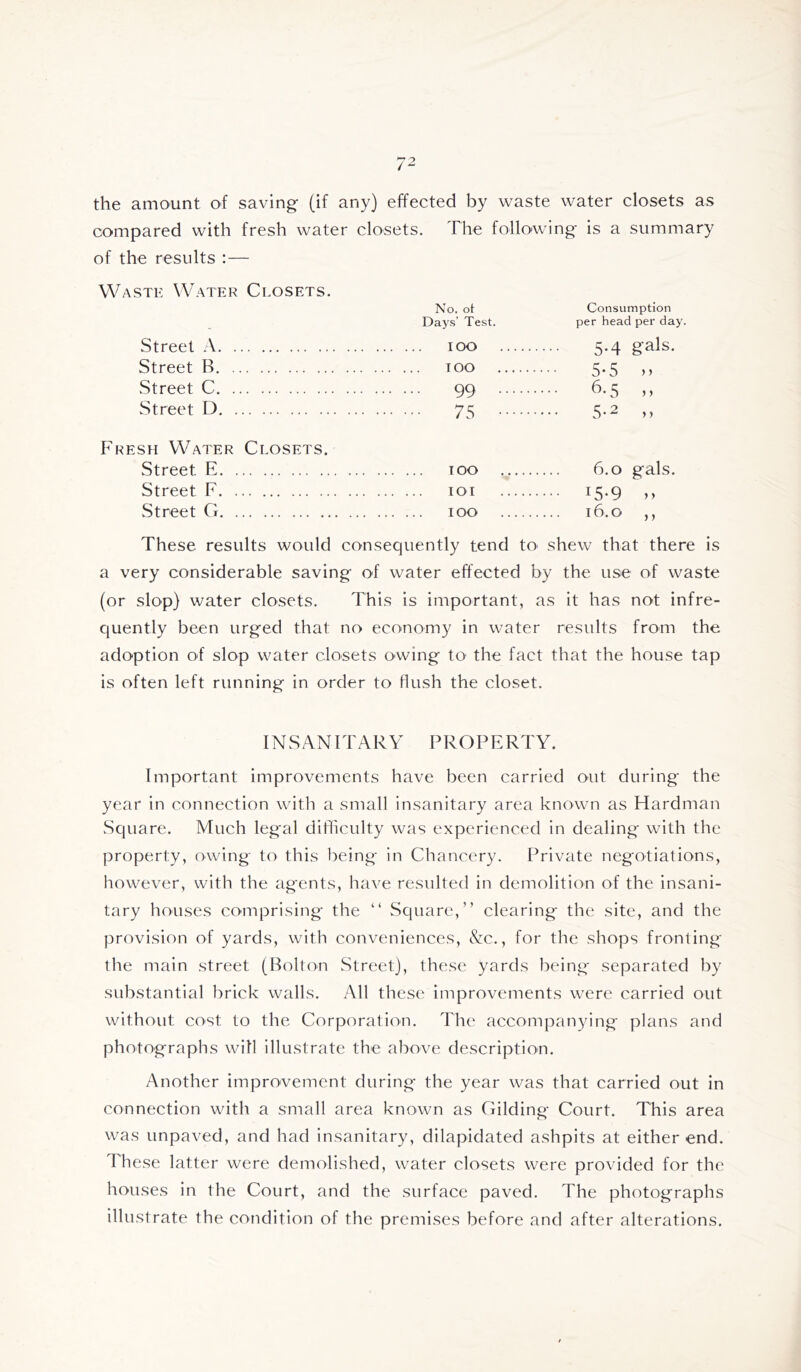 72
the amount of saving (if any) effected by waste water closets as
compared with fresh water closets. The following is a summary
of the results :—
Waste Water Closets.
No. of Days' Test. Consumption per head per day.
Street A. ... ... ... ... ... ... ... 100 ......... 5.4 gals.
Street B. ... ... ... ... ... ... ... 100 ......... 5.5 ,,
Street C. ... ... ... ... ... ... ... 99 ......... 6.5 ,,
Street D. ... ... ... ... ... ... ... 75 ......... 5.2 ,,
Fresh Water Closets.
Street E. ... ... ... ... ... ... ... 100 ......... 6.0 gals.
Street F. ... ... ... ... ... ... ... 101 ......... 15.9 ,,
Street G. ... ... ... ... ... ... ... 100 ......... 16.0 ,,
These results would consequently tend to shew that there is
a very considerable saving of water effected by the use of waste
(or slop) water closets. This is important, as it has not infre-
quently been urged that no economy in water results from the
adoption of slop water closets owing to the fact that the house tap
is often left running in order to flush the closet.
INSANITARY PROPERTY.
Important improvements have been carried out during the
year in connection with a small insanitary area known as Hardman
Square. Much legal difficulty was experienced in dealing with the
property, owing to this being in Chancery. Private negotiations,
however, with the agents, have resulted in demolition of the insani-
tary houses comprising the “ Square,” clearing the site, and the
provision of yards, with conveniences, &c., for the shops fronting
the main street (Bolton Street), these yards being separated by
substantial brick walls. All these improvements were carried out
without cost to the Corporation. The accompanying plans and
photographs will illustrate the above description.
Another improvement during the year was that carried out in
connection with a small area known as Gilding Court. This area
was unpaved, and had insanitary, dilapidated ashpits at either end.
These latter were demolished, water closets were provided for the
houses in the Court, and the surface paved. The photographs
illustrate the condition of the premises before and after alterations.